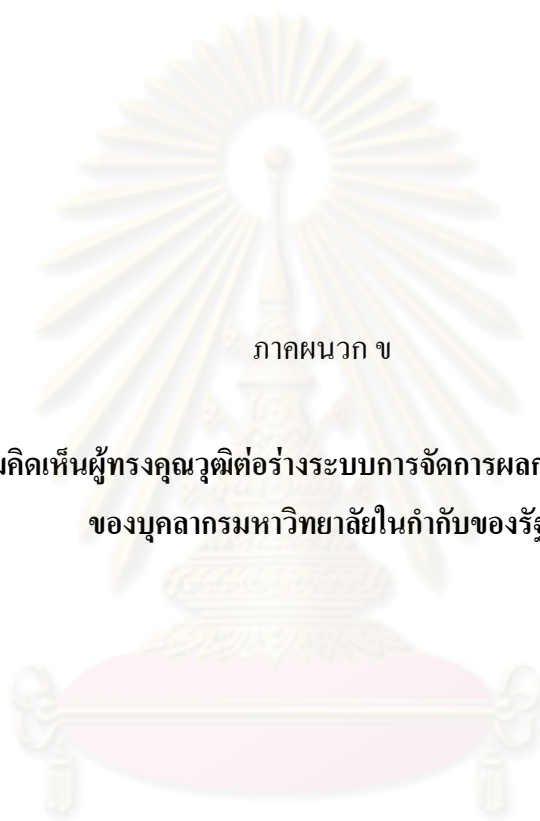 ภาคผนวก ข
มคิดเห็นผู้ทรงคุณวุฒิต่อร่างระบบการจัดการผลก
ของบุคลากรมหาวิทยาลัยในกำกับของรัฐ